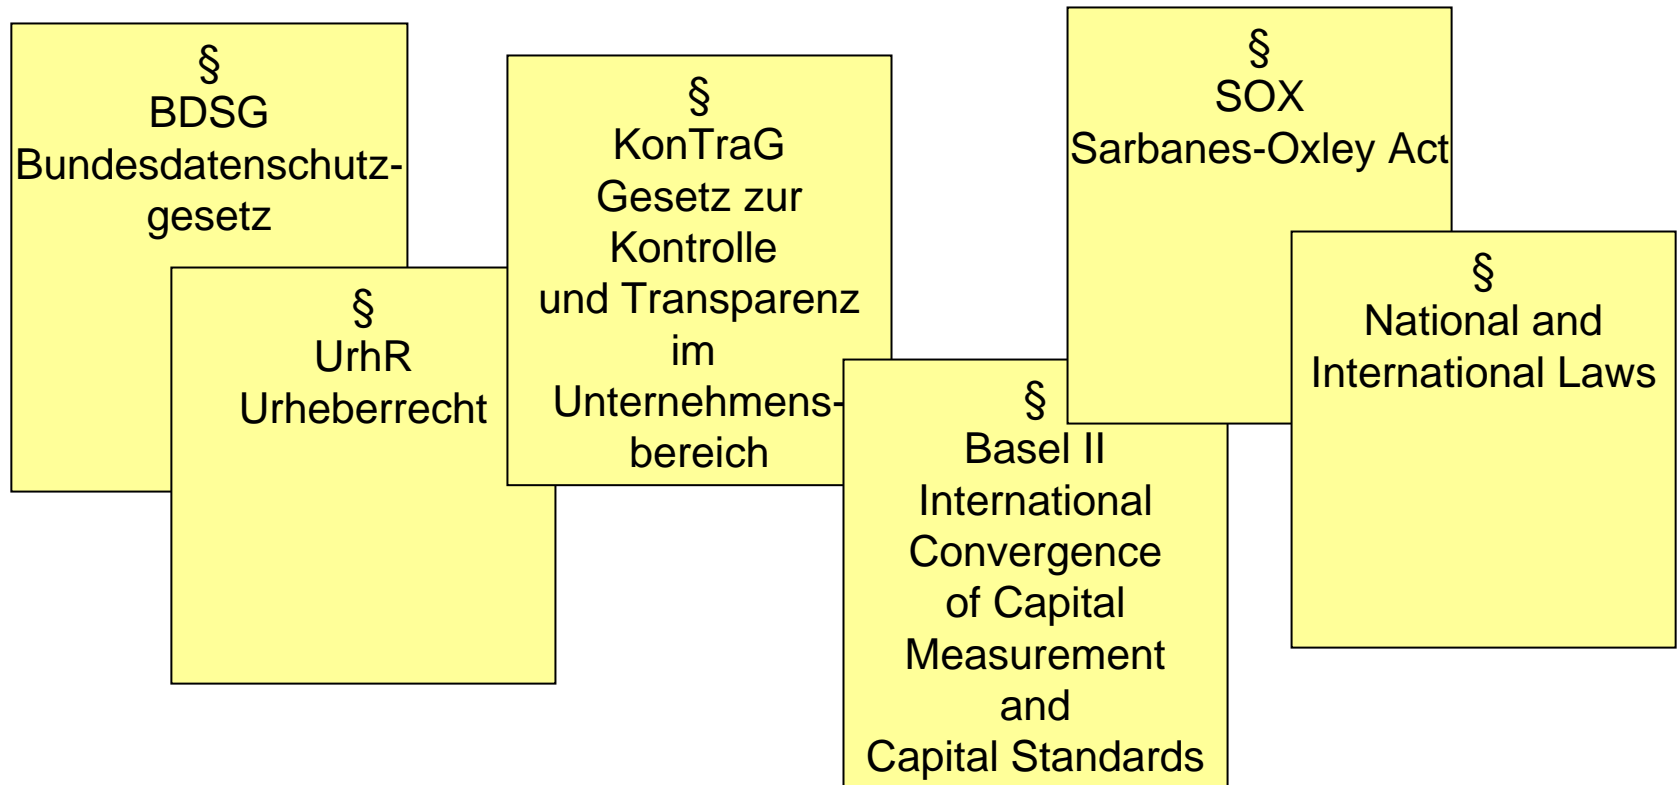 §
BDSG
Bundesdatenschutz-
gesetz
§
UrhR
Urheberrecht
§
KonTraG
Gesetz zur
Kontrolle
und Transparenz
im
Unternehmens-
bereich
§
Basel II
International
Convergence
of Capital
Measurement
and
Capital Standards
§
SOX
Sarbanes-Oxley Act
§
National and
International Laws